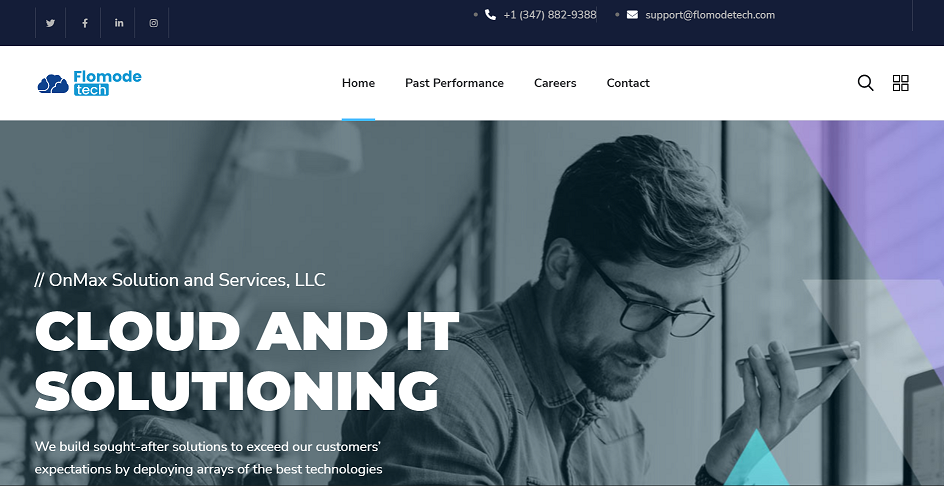 +1 (347) 882-9388
support@flomodetech.com
Flomode
tech
Home
Past Performance
Careers
Contact
// OnMax Solution and Services, LLC
CLOUD AND IT
SOLUTIONING
We build sought-after solutions to exceed our customers’
expectations by deploying arrays of the best technologies